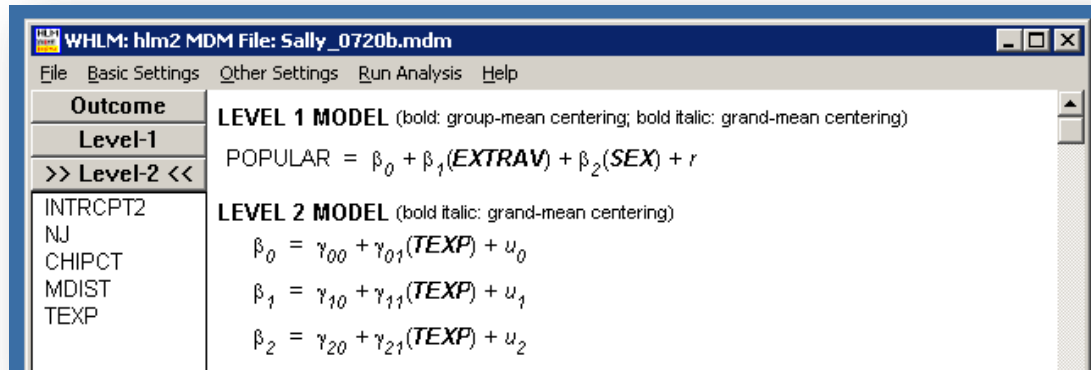 WHLM: hlm2 MDM File: Sally_0720b.mdm
File Basic Settings Other Settings Run Analysis Help
Outcome
Level-1
>> Level-2 <<
INTRCPT2
NJ
CHIPCT
MDIST
TEXP
LEVEL 1 MODEL (bold: group-mean centering; bold italic: grand-mean centering)
POPULAR = β0 + β1(EXTRAV) + β2(SEX) + r
LEVEL 2 MODEL (bold italic: grand-mean centering)
β0 = γ00 + γ01(TEXP) + u0
β1 = γ10 + γ11(TEXP) + u1
β2 = γ20 + γ21(TEXP) + u2